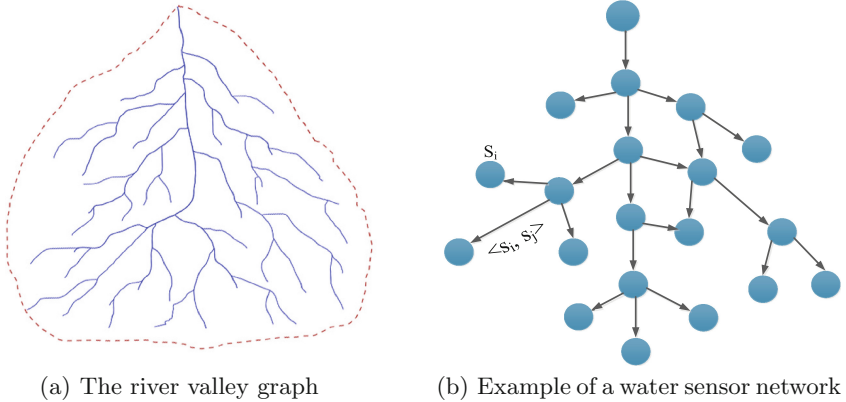 Sᵢ
<Sᵢ, Sⱼ>
(a) The river valley graph
(b) Example of a water sensor network